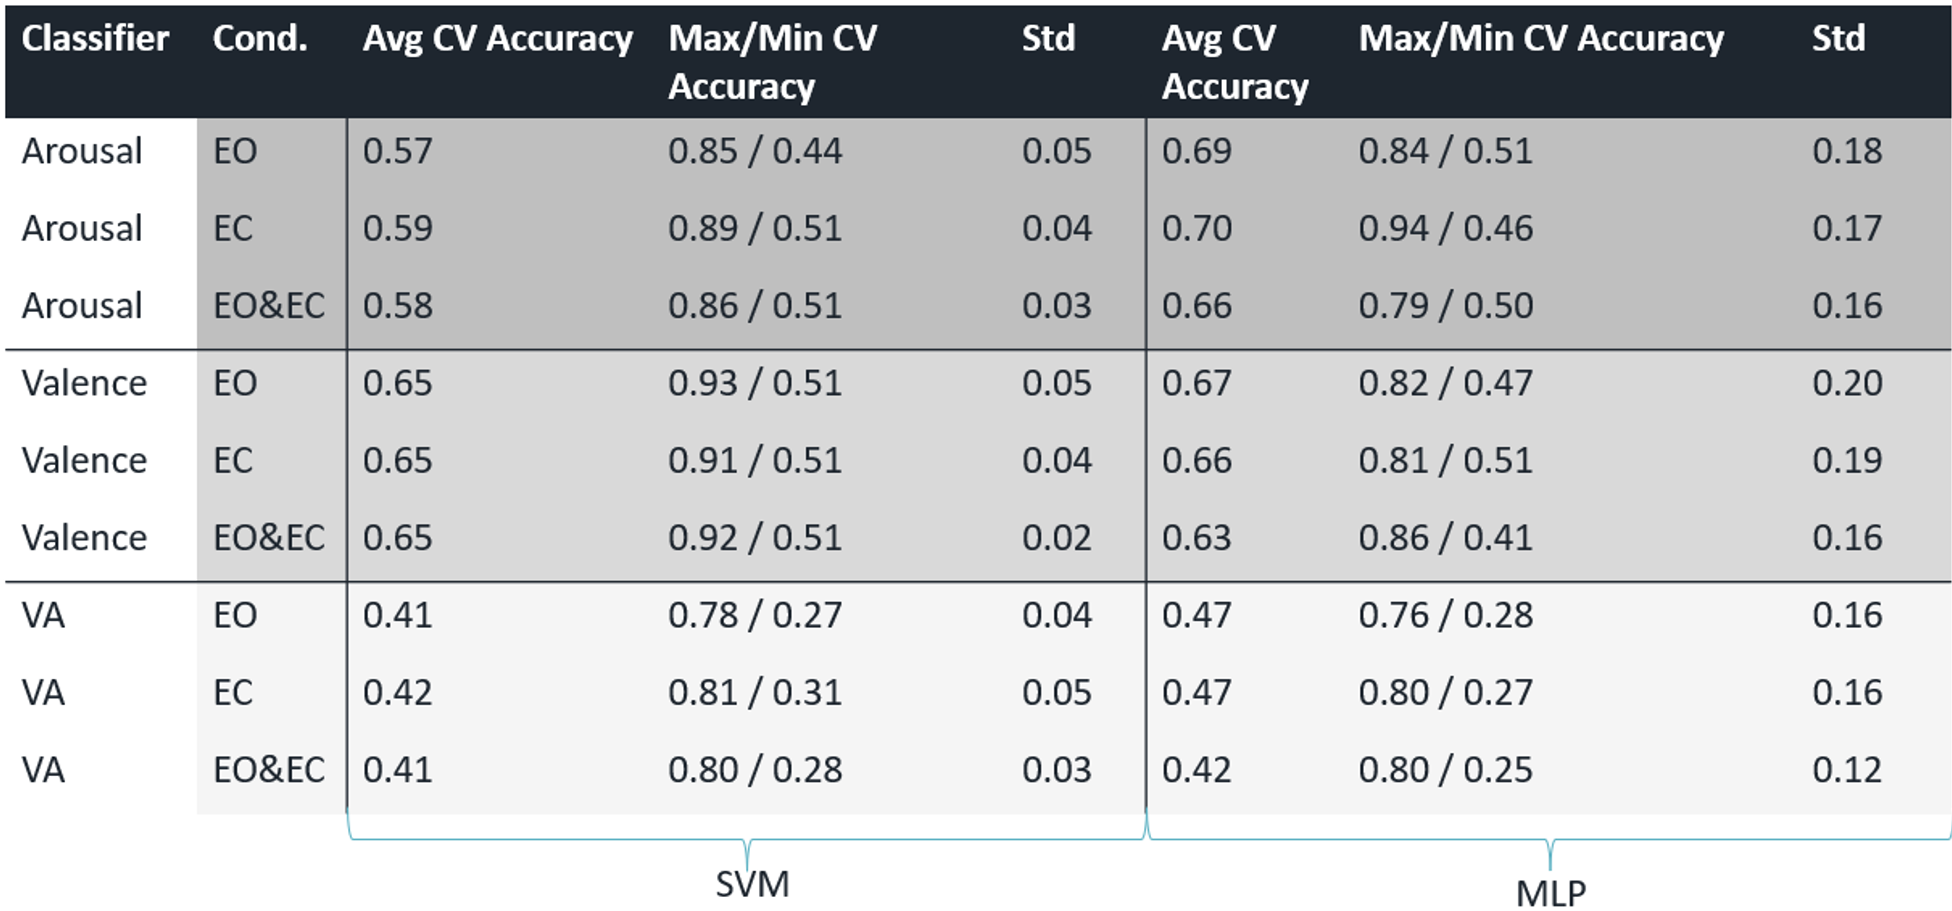 Classifier Cond. Avg CV Accuracy Max/Min CV Accuracy Std Avg CV Accuracy Max/Min CV Accuracy Std
Arousal EO 0.57 0.85 / 0.44 0.05 0.69 0.84 / 0.51 0.18
Arousal EC 0.59 0.89 / 0.51 0.04 0.70 0.94 / 0.46 0.17
Arousal EO&EC 0.58 0.86 / 0.51 0.03 0.66 0.79 / 0.50 0.16
Valence EO 0.65 0.93 / 0.51 0.05 0.67 0.82 / 0.47 0.20
Valence EC 0.65 0.91 / 0.51 0.04 0.66 0.81 / 0.51 0.19
Valence EO&EC 0.65 0.92 / 0.51 0.02 0.63 0.86 / 0.41 0.16
VA EO 0.41 0.78 / 0.27 0.04 0.47 0.76 / 0.28 0.16
VA EC 0.42 0.81 / 0.31 0.05 0.47 0.80 / 0.27 0.16
VA EO&EC 0.41 0.80 / 0.28 0.03 0.42 0.80 / 0.25 0.12
SVM MLP